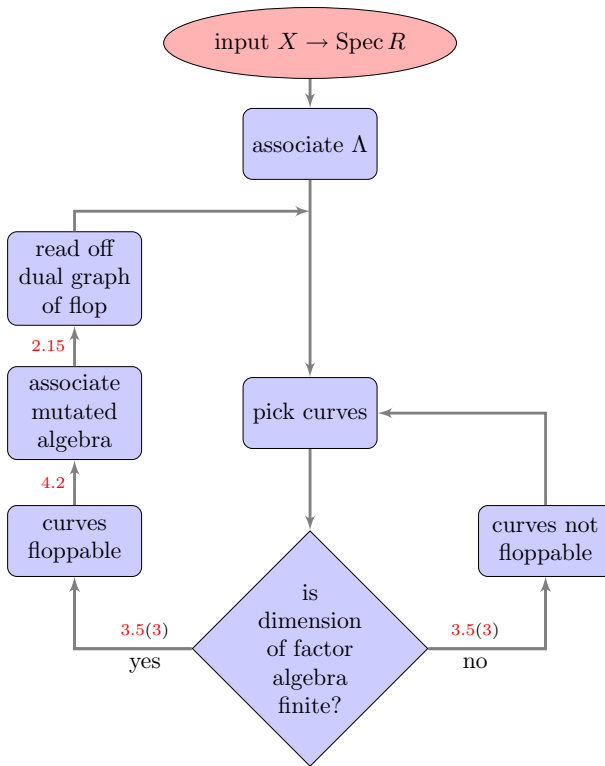 input X → Spec R
associate Λ
read off
dual graph
of flop
2.15
associate
mutated
algebra
pick curves
4.2
curves
floppable
curves not
floppable
is
dimension
of factor
algebra
finite?
3.5(3)
yes
3.5(3)
no